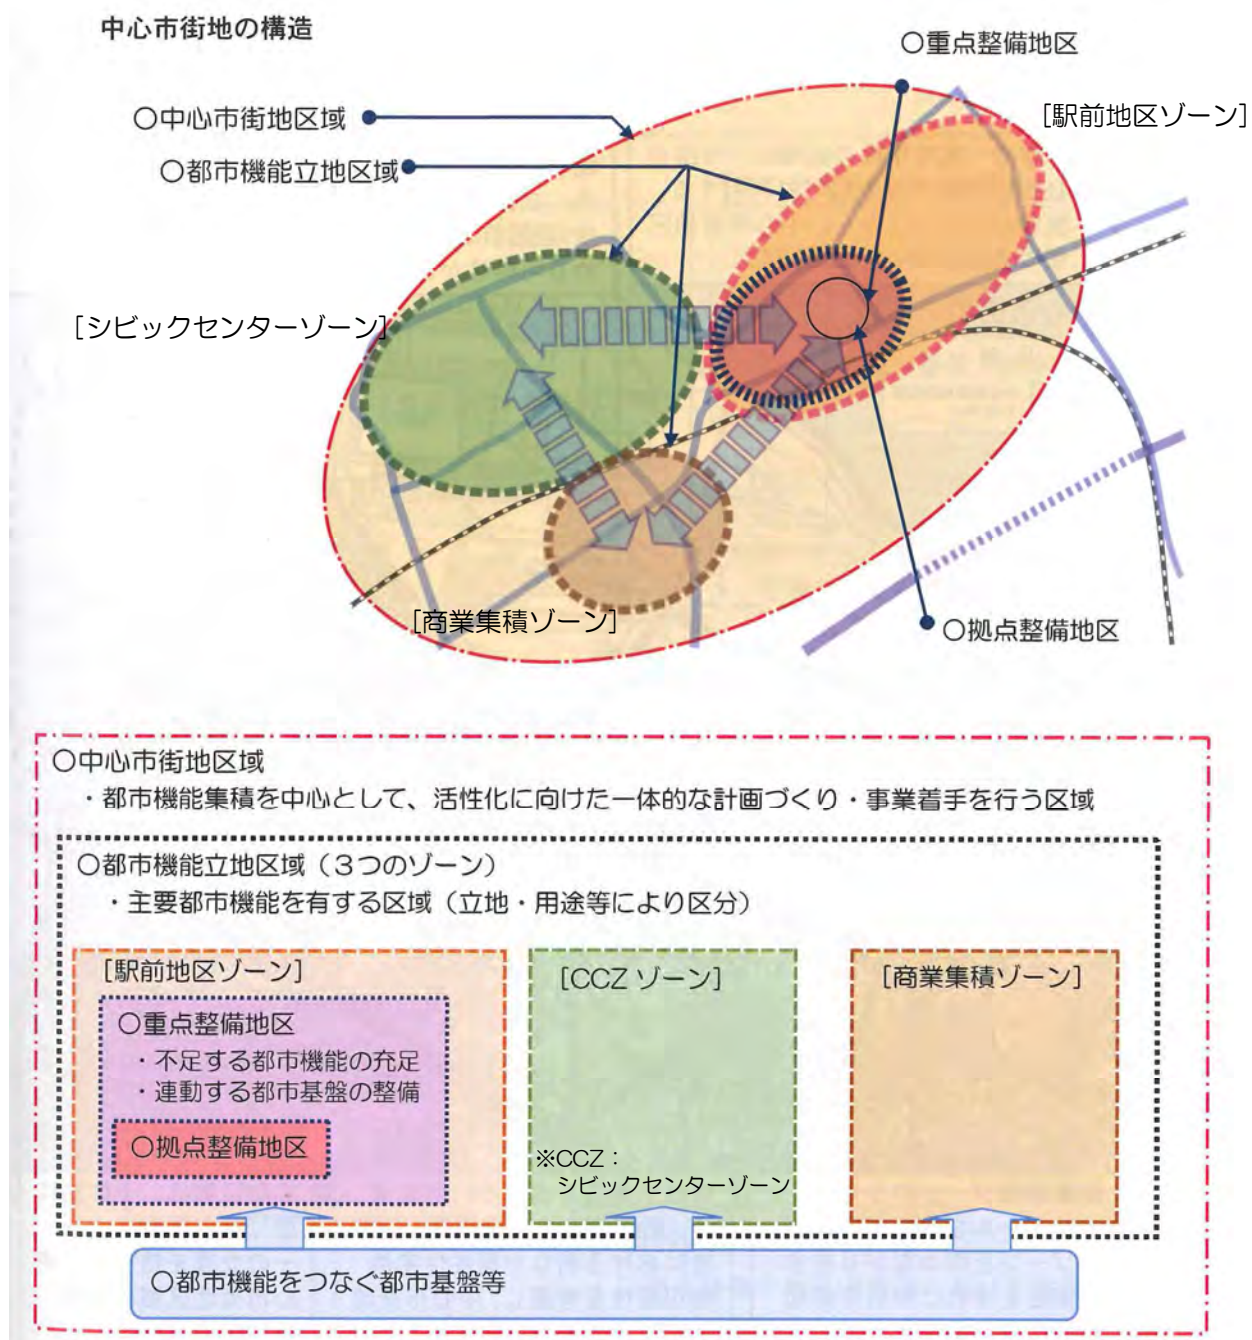 中心市街地の構造
○重点整備地区
○中心市街地区域
[駅前地区ゾーン]
○都市機能立地区域
[シビックセンターゾーン]
[商業集積ゾーン]
○拠点整備地区
○中心市街地区域
・都市機能集積を中心として、活性化に向けた一体的な計画づくり・事業着手を行う区域
○都市機能立地区域（３つのゾーン）
・主要都市機能を有する区域（立地・用途等により区分）
[駅前地区ゾーン]
[CCZ ゾーン]
[商業集積ゾーン]
○重点整備地区
・不足する都市機能の充足
・連動する都市基盤の整備
○拠点整備地区
※CCZ：
シビックセンターゾーン
○都市機能をつなぐ都市基盤等